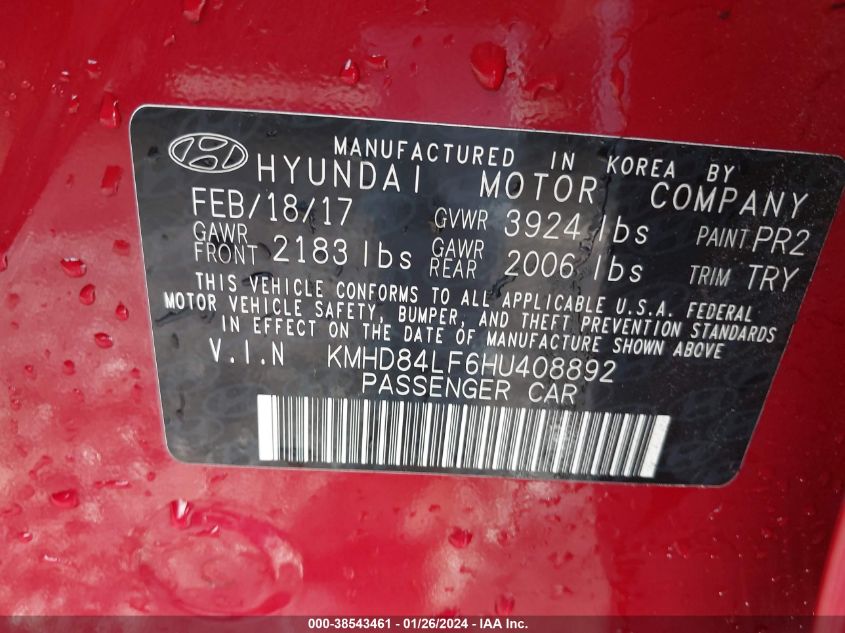 MANUFACTURED IN KOREA BY
HYUNDAI MOTOR COMPANY
FEB/18/17 GVWR 3924 lbs PAINT PR2
GAWR FRONT 2183 lbs GAWR REAR 2006 lbs TRIM TRY
THIS VEHICLE CONFORMS TO ALL APPLICABLE U.S.A. FEDERAL
MOTOR VEHICLE SAFETY, BUMPER, AND THEFT PREVENTION STANDARDS
IN EFFECT ON THE DATE OF MANUFACTURE SHOWN ABOVE
V.I.N KMHD84LF6HU408892
PASSENGER CAR
000-38543461 - 01/26/2024 - IAA Inc.